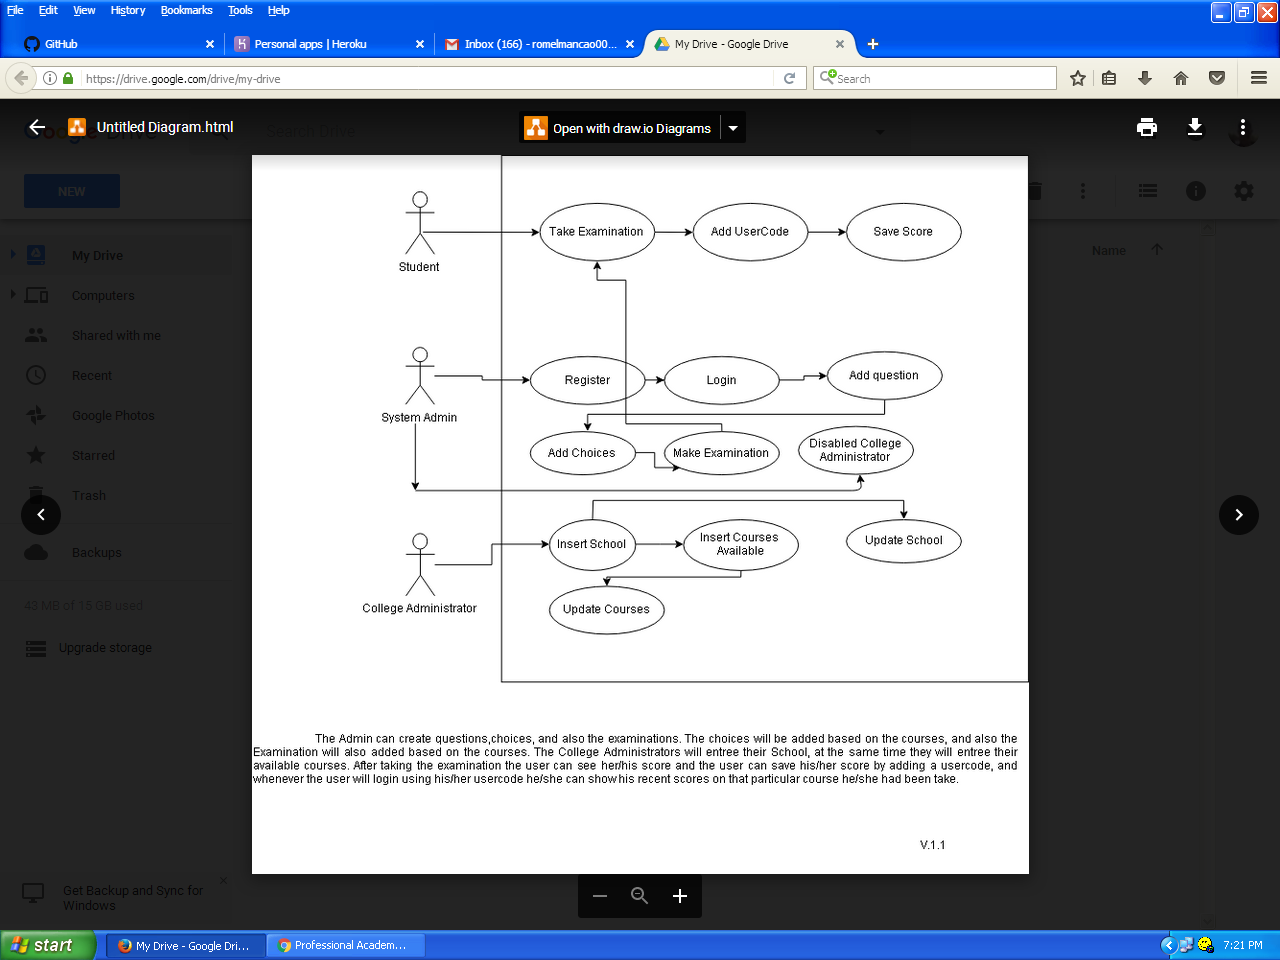 File Edit View History Bookmarks Tools Help
GitHub
Personal apps | Heroku
Inbox (166) - romelmancao00...
My Drive - Google Drive
https://drive.google.com/drive/my-drive
Search
Untitled Diagram.html
Search Drive
Open with draw.io Diagrams
NEW
Name
My Drive
Computers
Shared with me
Recent
Google Photos
Starred
Trash
Backups
43 MB of 15 GB used
Upgrade storage
Get Backup and Sync for
Windows
Student
Take Examination
Add UserCode
Save Score
System Admin
Register
Login
Add question
Add Choices
Make Examination
Disabled College
Administrator
College Administrator
Insert School
Insert Courses
Available
Update School
Update Courses
The Admin can create questions,choices, and also the examinations. The choices will be added based on the courses, and also the
Examination will also added based on the courses. The College Administrators will entree their School, at the same time they will entree their
available courses. After taking the examination the user can see her/his score and the user can save his/her score by adding a usercode, and
whenever the user will login using his/her usercode he/she can show his recent scores on that particular course he/she had been take.
V.1.1
start
My Drive - Google Dri...
Professional Academ...
7:21 PM